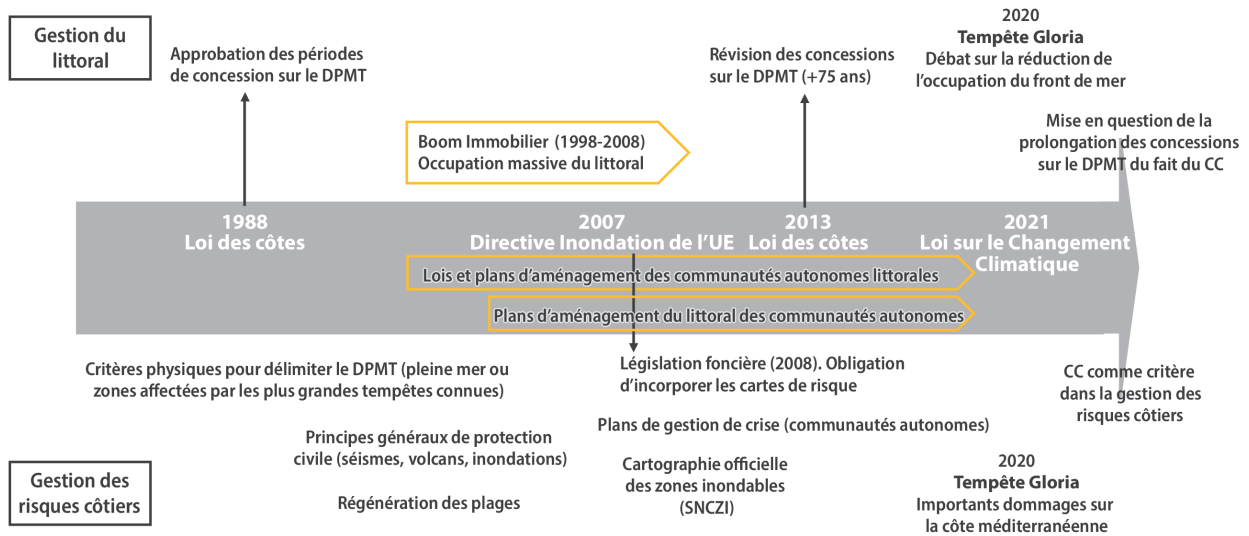 Gestion du
littoral
Approbation des périodes
de concession sur le DPMT
Révision des concessions
sur le DPMT (+75 ans)
2020
Tempête Gloria
Débat sur la réduction de
l'occupation du front de mer
Mise en question de la
prolongation des concessions
sur le DPMT du fait du CC
Boom Immobilier (1998-2008)
Occupation massive du littoral
1988
Loi des côtes
2007
Directive Inondation de l'UE
2013
Loi des côtes
2021
Loi sur le Changement
Climatique
Lois et plans d'aménagement des communautés autonomes littorales
Plans d'aménagement du littoral des communautés autonomes
Critères physiques pour délimiter le DPMT (pleine mer ou
zones affectées par les plus grandes tempêtes connues)
Législation foncière (2008). Obligation
d'incorporer les cartes de risque
CC comme critère
dans la gestion des
risques côtiers
Principes généraux de protection
civile (séismes, volcans, inondations)
Plans de gestion de crise (communautés autonomes)
Régénération des plages
Cartographie officielle
des zones inondables
(SNCZI)
2020
Tempête Gloria
Importants dommages sur
la côte méditerranéenne
Gestion des
risques côtiers